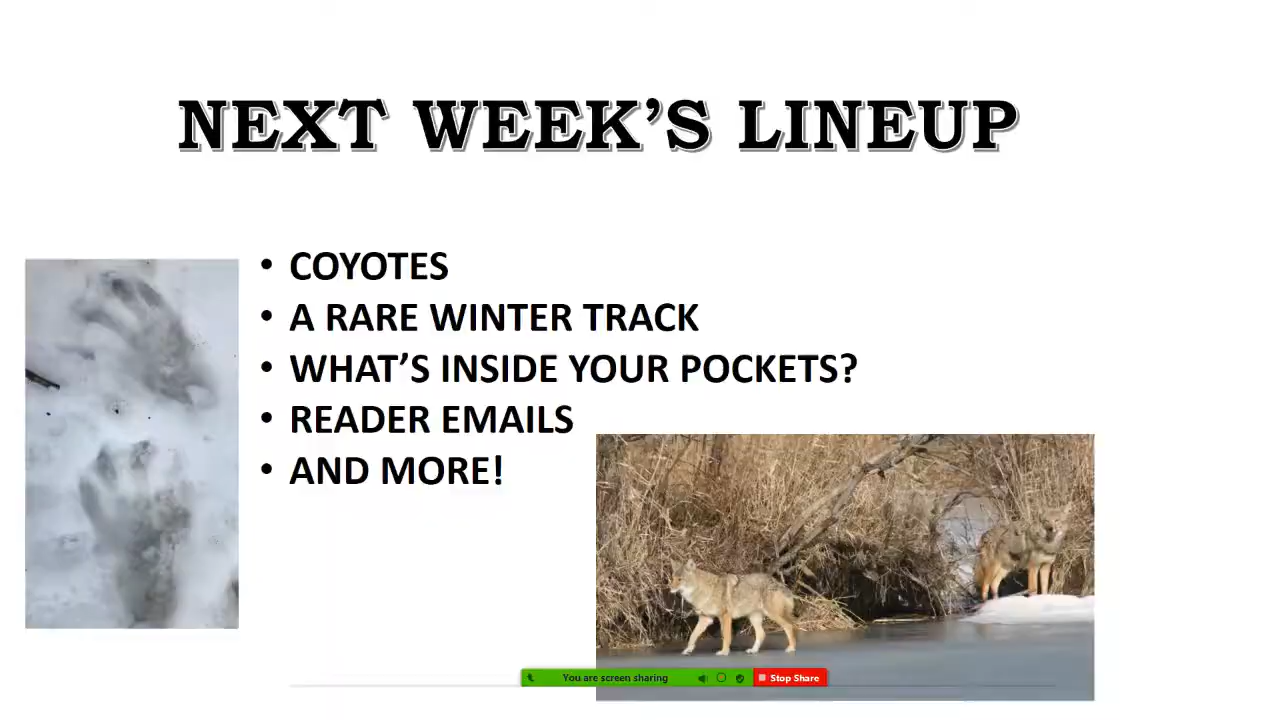 NEXT WEEK’S LINEUP
• COYOTES
• A RARE WINTER TRACK
• WHAT’S INSIDE YOUR POCKETS?
• READER EMAILS
• AND MORE!
You are screen sharing
Stop Share